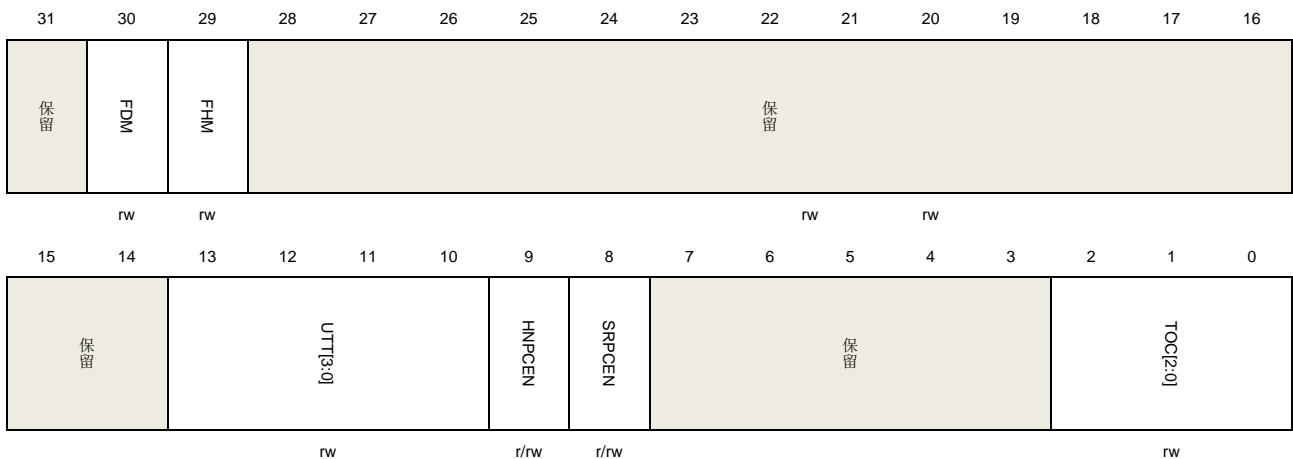 31 30 29 28 27 26 25 24 23 22 21 20 19 18 17 16
保留 FDM FHM 保留
rw rw rw rw
15 14 13 12 11 10 9 8 7 6 5 4 3 2 1 0
保留 UTT[3:0] HNPCEN SRPCEN 保留 TOC[2:0]
rw r/rw r/rw rw